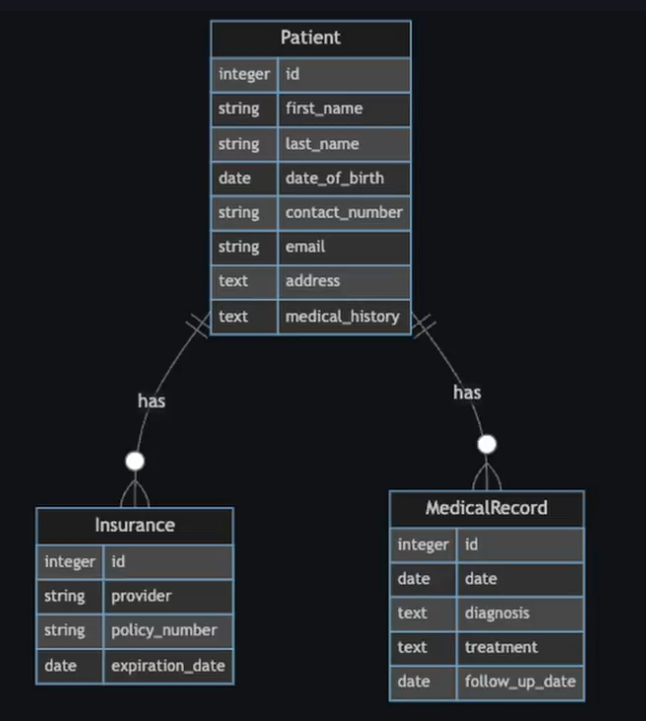 Patient
integer id
string first_name
string last_name
date date_of_birth
string contact_number
string email
text address
text medical_history
has
has
Insurance
integer id
string provider
string policy_number
date expiration_date
MedicalRecord
integer id
date date
text diagnosis
text treatment
date follow_up_date